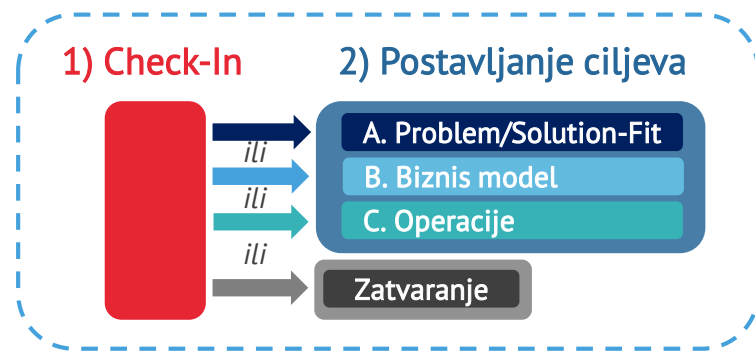 1) Check-In
2) Postavljanje ciljeva
ili
ili
ili
A. Problem/Solution-Fit
B. Biznis model
C. Operacije
Zatvaranje